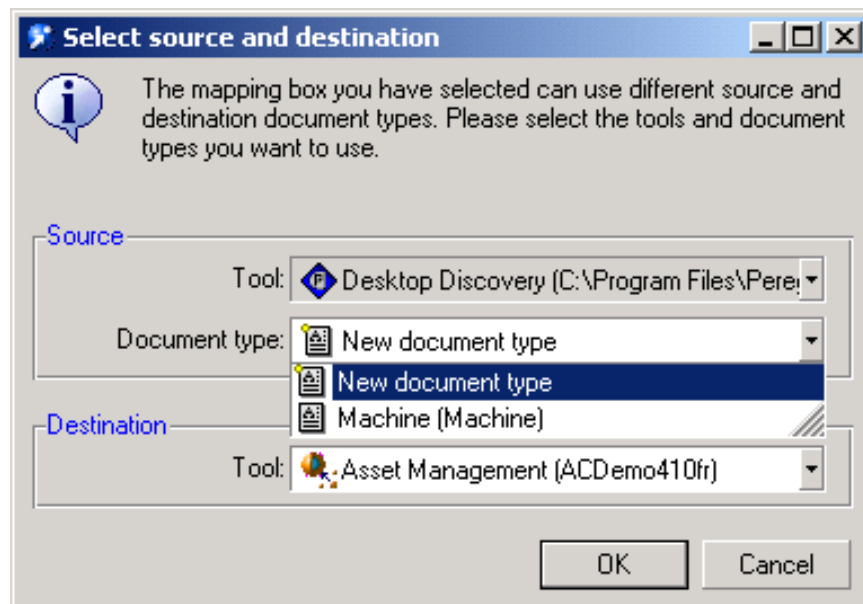 Select source and destination
The mapping box you have selected can use different source and
destination document types. Please select the tools and document
types you want to use.
Source
Tool: Desktop Discovery (C:\Program Files\Pere
Document type: New document type
New document type
Machine (Machine)
Destination
Tool: Asset Management (ACDemo410fr)
OK Cancel